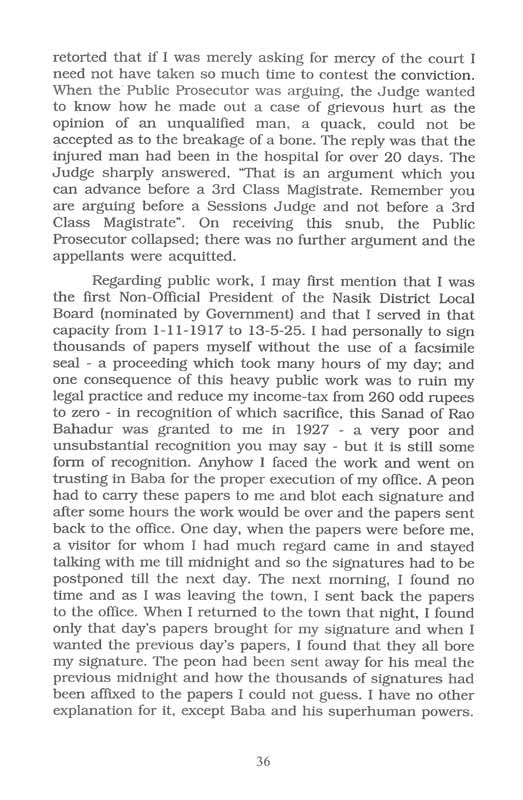 retorted that if I was merely asking for mercy of the court I
need not have taken so much time to contest the conviction.
When the Public Prosecutor was arguing, the Judge wanted
to know how he made out a case of grievous hurt as the
opinion of an unqualified man, a quack, could not be
accepted as to the breakage of a bone. The reply was that the
injured man had been in the hospital for over 20 days. The
Judge sharply answered, "That is an argument which you
can advance before a 3rd Class Magistrate. Remember you
are arguing before a Sessions Judge and not before a 3rd
Class Magistrate". On receiving this snub, the Public
Prosecutor collapsed; there was no further argument and the
appellants were acquitted.
Regarding public work, I may first mention that I was
the first Non-Official President of the Nasik District Local
Board (nominated by Government) and that I served in that
capacity from 1-11-1917 to 13-5-25. I had personally to sign
thousands of papers myself without the use of a facsimile
seal - a proceeding which took many hours of my day; and
one consequence of this heavy public work was to ruin my
legal practice and reduce my income-tax from 260 odd rupees
to zero - in recognition of which sacrifice, this Sanad of Rao
Bahadur was granted to me in 1927 - a very poor and
unsubstantial recognition you may say - but it is still some
form of recognition. Anyhow I faced the work and went on
trusting in Baba for the proper execution of my office. A peon
had to carry these papers to me and blot each signature and
after some hours the work would be over and the papers sent
back to the office. One day, when the papers were before me,
a visitor for whom I had much regard came in and stayed
talking with me till midnight and so the signatures had to be
postponed till the next day. The next morning, I found no
time and as I was leaving the town, I sent back the papers
to the office. When I returned to the town that night, I found
only that day's papers brought for my signature and when I
wanted the previous day's papers, I found that they all bore
my signature. The peon had been sent away for his meal the
previous midnight and how the thousands of signatures had
been affixed to the papers I could not guess. I have no other
explanation for it, except Baba and his superhuman powers.
36